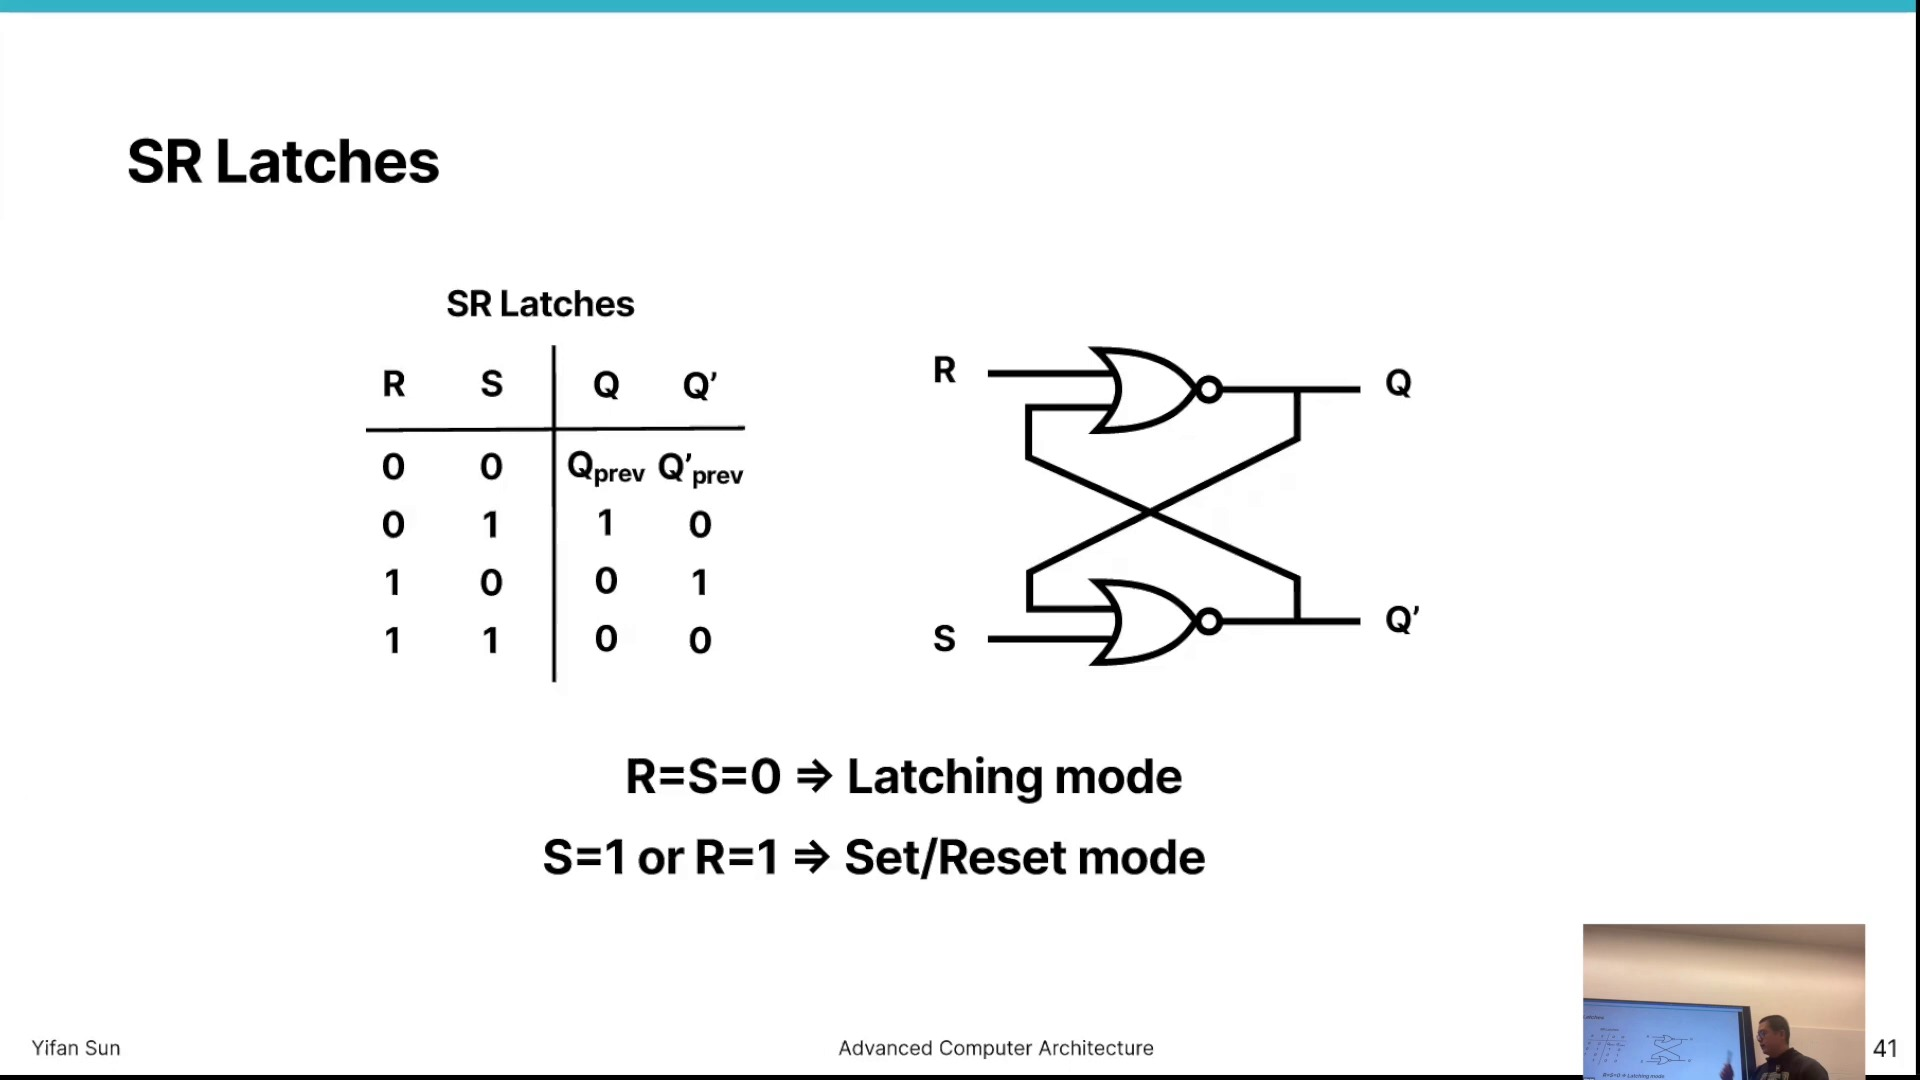 SR Latches
SR Latches
R S Q Q’
0 0 Qprev Q’prev
0 1 1 0
1 0 0 1
1 1 0 0
R Q
S Q’
R=S=0 ⇒ Latching mode
S=1 or R=1 ⇒ Set/Reset mode
Yifan Sun Advanced Computer Architecture 41